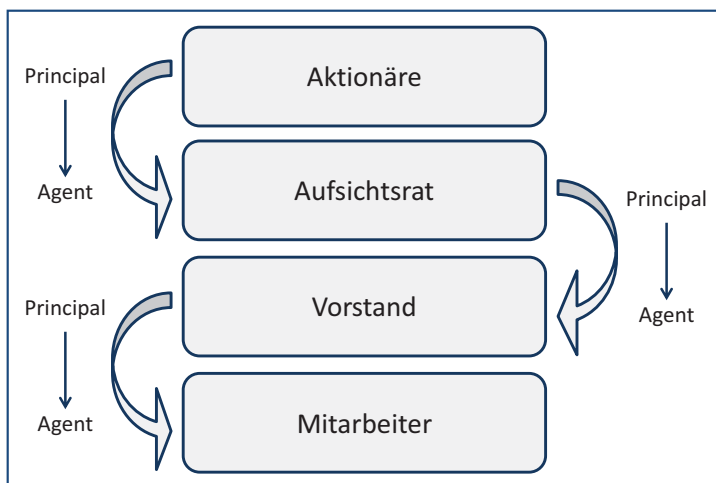 Aktionäre
Principal
Agent
Aufsichtsrat
Principal
Agent
Vorstand
Principal
Agent
Mitarbeiter